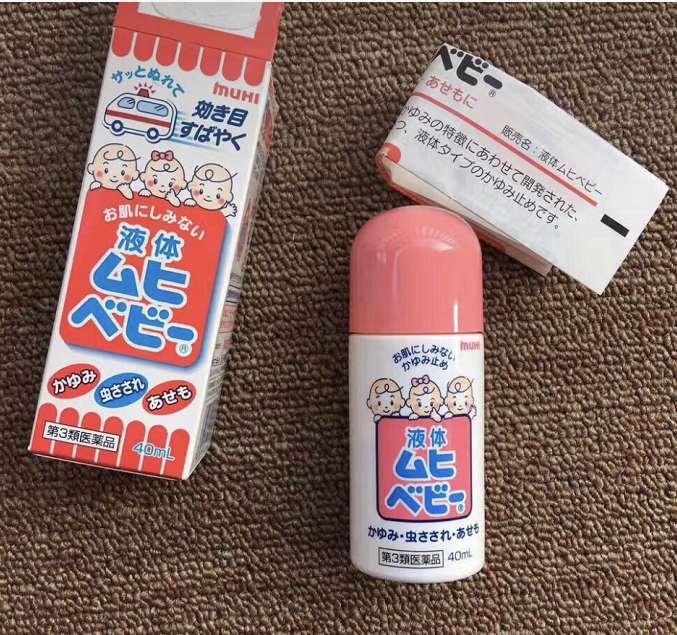 MUHI
サッとぬれて
効き目
すばやく
お肌にしみない
液体
ムヒ
ベビー®
かゆみ
虫さされ
あせも
第3類医薬品
40mL
ベビー®
あせもに
販売名：液体ムヒベビー
かゆみの特徴にあわせて開発された、
つ、液体タイプのかゆみ止めです。
MUHI
お肌にしみない
かゆみ止め
液体
ムヒ
ベビー®
かゆみ・虫さされ・あせも
第3類医薬品
40mL